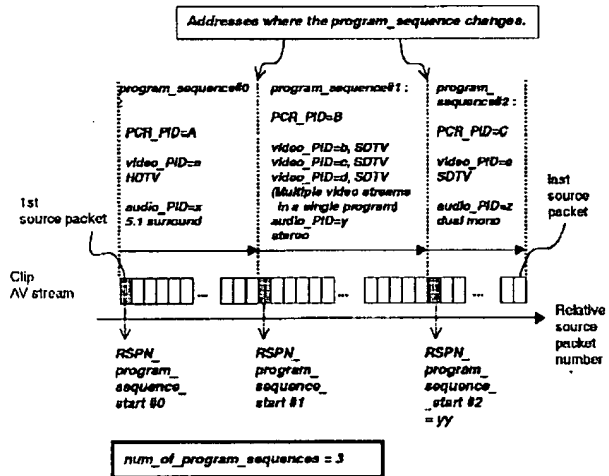 Addresses where the program_sequence changes.
program_sequence#0
PCR_PID=A
video_PID=a
HDTV
audio_PID=x
5.1 surround
program_sequence#1 :
PCR_PID=B
video_PID=b, SDTV
video_PID=c, SDTV
video_PID=d, SDTV
(Multiple video streams
in a single program)
audio_PID=y
stereo
program_
sequence#2 :
PCR_PID=C
video_PID=e
SDTV
audio_PID=z
dual mono
1st
source packet
last
source
packet
Clip
AV stream
...
...
...
Relative
source
packet
number
RSPN_
program_
sequence_
start #0
RSPN_
program_
sequence_
start #1
RSPN_
program_
sequence
_start #2
= yy
num_of_program_sequences = 3